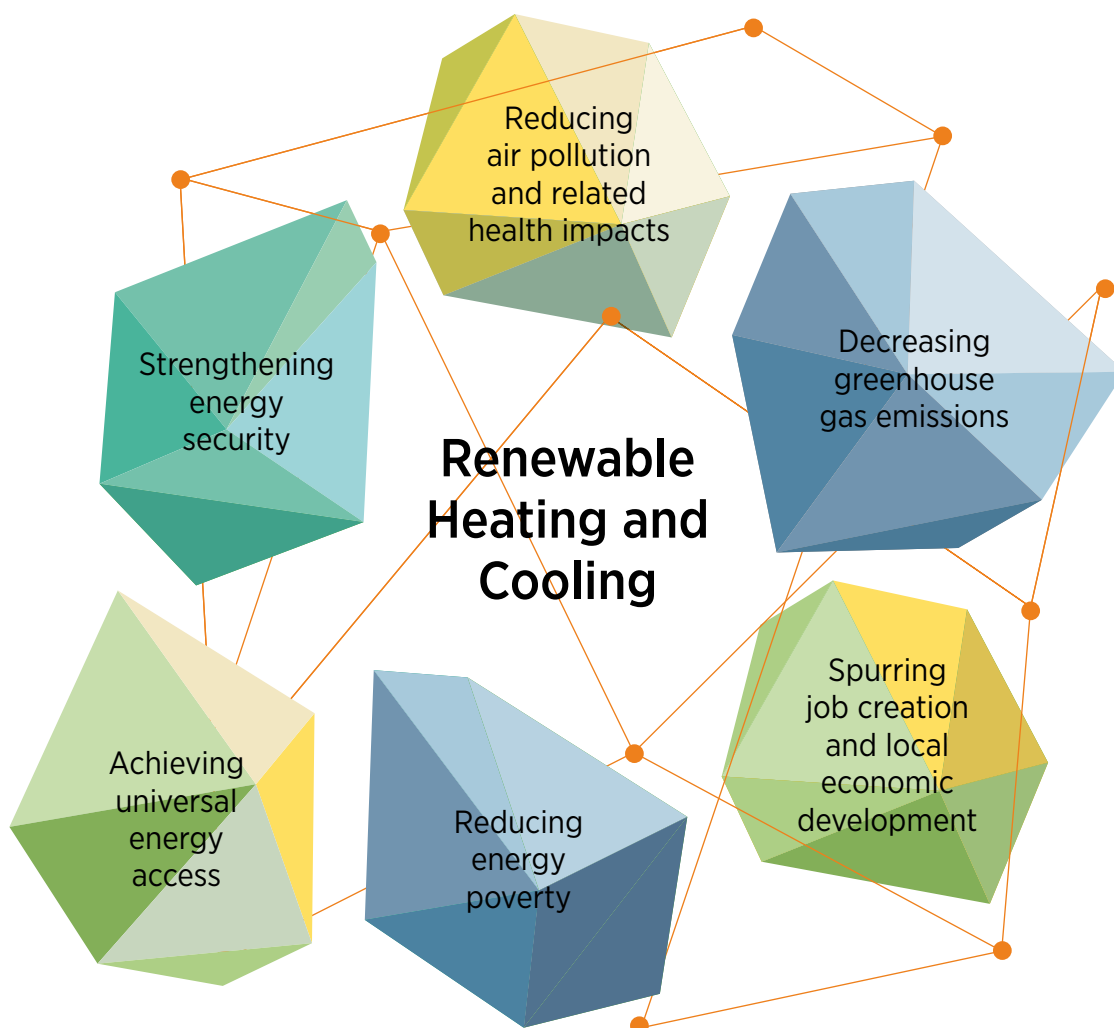 Reducing
air pollution
and related
health impacts
Strengthening
energy
security
Decreasing
greenhouse
gas emissions
Renewable
Heating and
Cooling
Achieving
universal
energy
access
Reducing
energy
poverty
Spurring
job creation
and local
economic
development